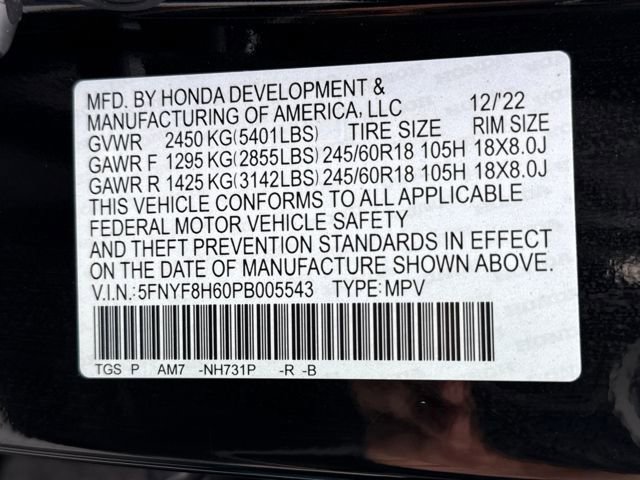 MFD. BY HONDA DEVELOPMENT &
MANUFACTURING OF AMERICA, LLC 12/'22
GVWR 2450 KG(5401LBS) TIRE SIZE RIM SIZE
GAWR F 1295 KG(2855LBS) 245/60R18 105H 18X8.0J
GAWR R 1425 KG(3142LBS) 245/60R18 105H 18X8.0J
THIS VEHICLE CONFORMS TO ALL APPLICABLE
FEDERAL MOTOR VEHICLE SAFETY
AND THEFT PREVENTION STANDARDS IN EFFECT
ON THE DATE OF MANUFACTURE SHOWN ABOVE.
V.I.N.:5FNYF8H60PB005543 TYPE:MPV
TGS P AM7 -NH731P -R -B